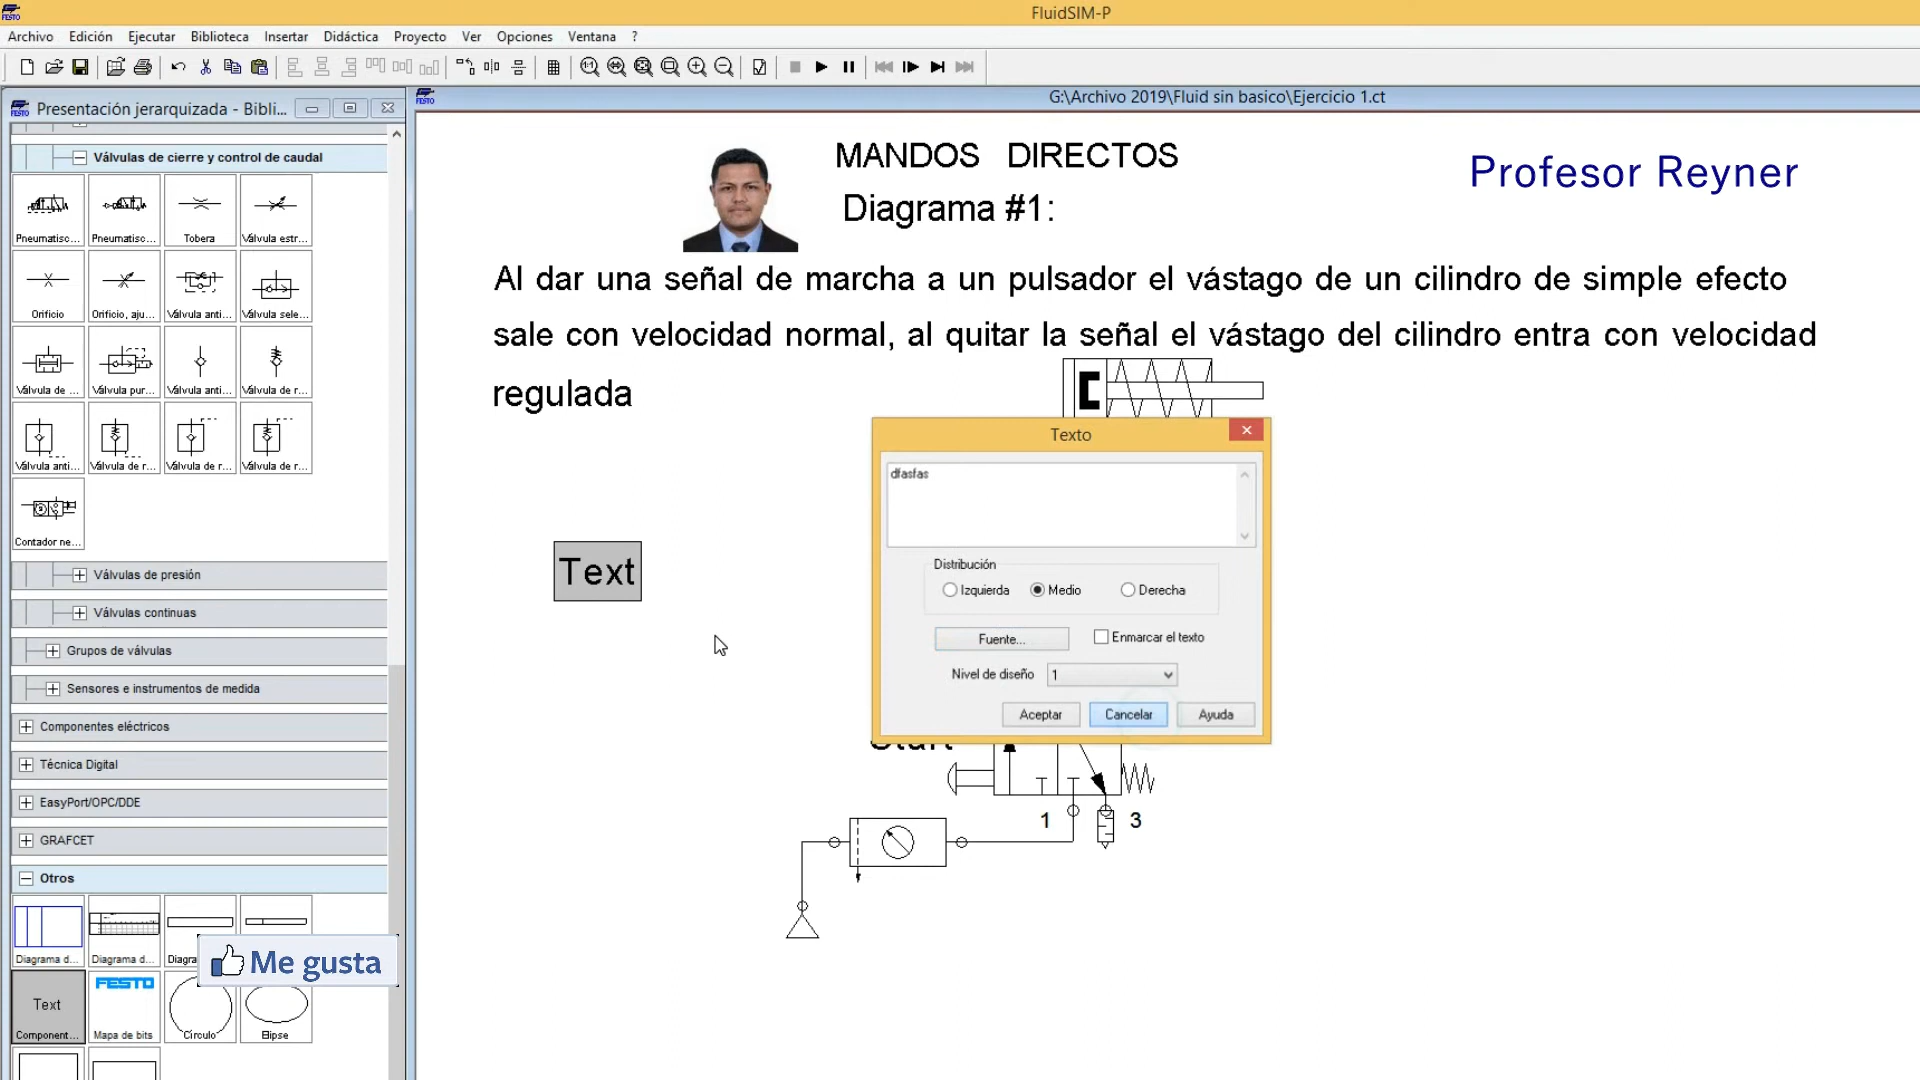 FESTO
FluidSIM-P
Archivo Edición Ejecutar Biblioteca Insertar Didáctica Proyecto Ver Opciones Ventana ?
FESTO Presentación jerarquizada - Bibli...
FESTO G:\Archivo 2019\Fluid sin basico\Ejercicio 1.ct
Válvulas de cierre y control de caudal
Pneumatisc... Pneumatisc... Tobera Válvula estr...
Orificio Orificio, aju... Válvula anti... Válvula sele...
Válvula de ... Válvula pur... Válvula anti... Válvula de r...
Válvula anti... Válvula de r... Válvula de r... Válvula de r...
Contador ne...
Válvulas de presión
Válvulas continuas
Grupos de válvulas
Sensores e instrumentos de medida
Componentes eléctricos
Técnica Digital
EasyPort/OPC/DDE
GRAFCET
Otros
Diagrama d... Diagrama d... Diagra
Me gusta
Text FESTO
Component... Mapa de bits Círculo Elipse
MANDOS DIRECTOS
Diagrama #1:
Profesor Reyner
Al dar una señal de marcha a un pulsador el vástago de un cilindro de simple efecto
sale con velocidad normal, al quitar la señal el vástago del cilindro entra con velocidad
regulada
Text
Texto
dfasfas
Distribución
Izquierda Medio Derecha
Fuente... Enmarcar el texto
Nivel de diseño 1
Aceptar Cancelar Ayuda
Start
1 3